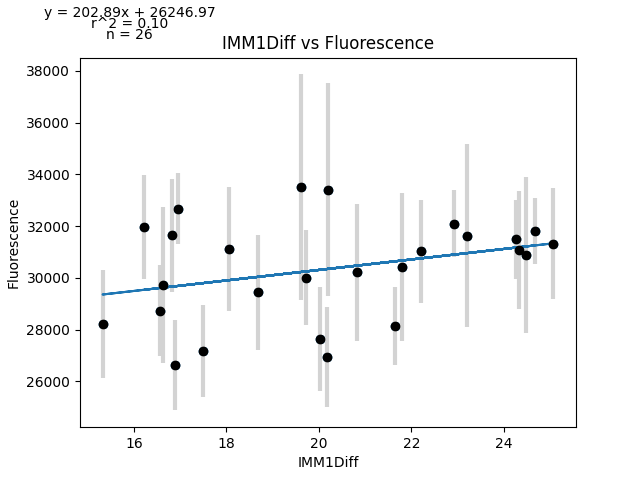 y = 202.89x + 26246.97
r^2 = 0.10
n = 26
IMM1Diff vs Fluorescence
38000
36000
34000
32000
30000
28000
26000
Fluorescence
16 18 20 22 24
IMM1Diff